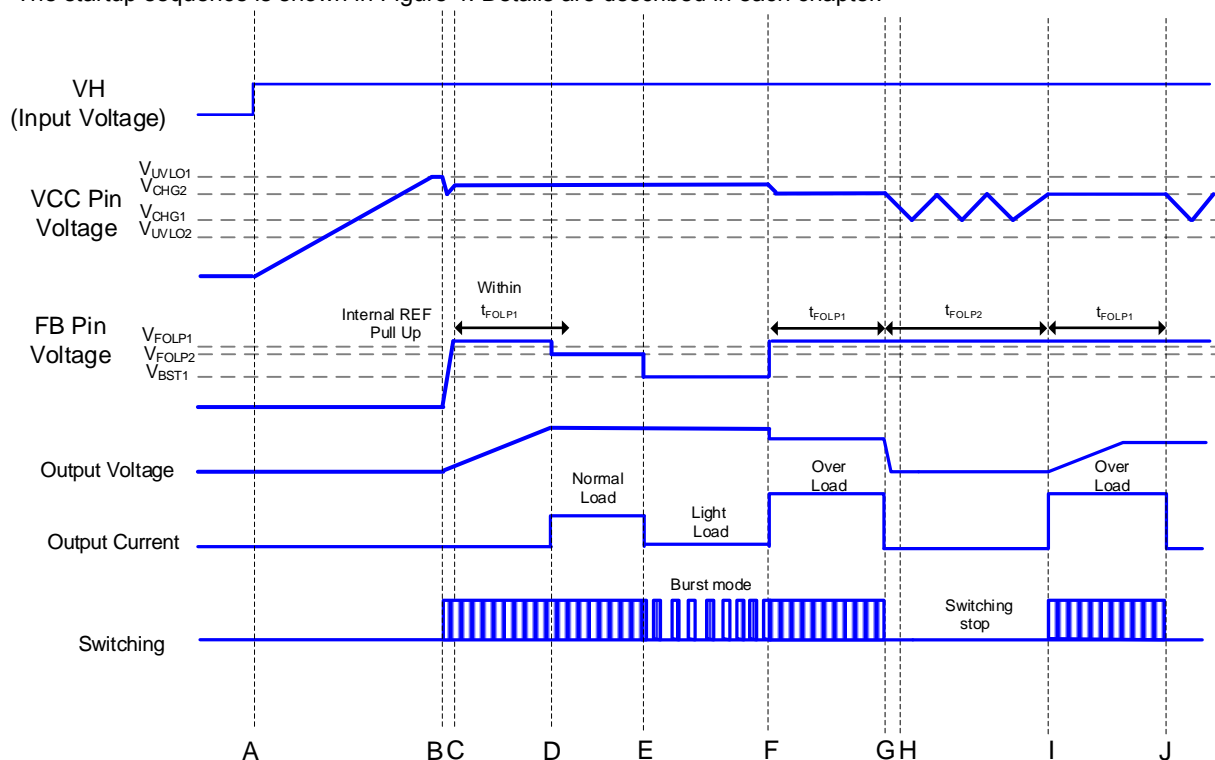 The startup sequence is shown in Figure 4. Details are described in each chapter.
VH
(Input Voltage)
VUVLO1
VCHG2
VCC Pin
Voltage
VCHG1
VUVLO2
Within
tFOLP1
tFOLP1
tFOLP2
tFOLP1
Internal REF
Pull Up
FB Pin
Voltage
VFOLP1
VFOLP2
VBST1
Output Voltage
Normal
Load
Light
Load
Over
Load
Over
Load
Output Current
Burst mode
Switching
stop
Switching
A B C D E F G H I J